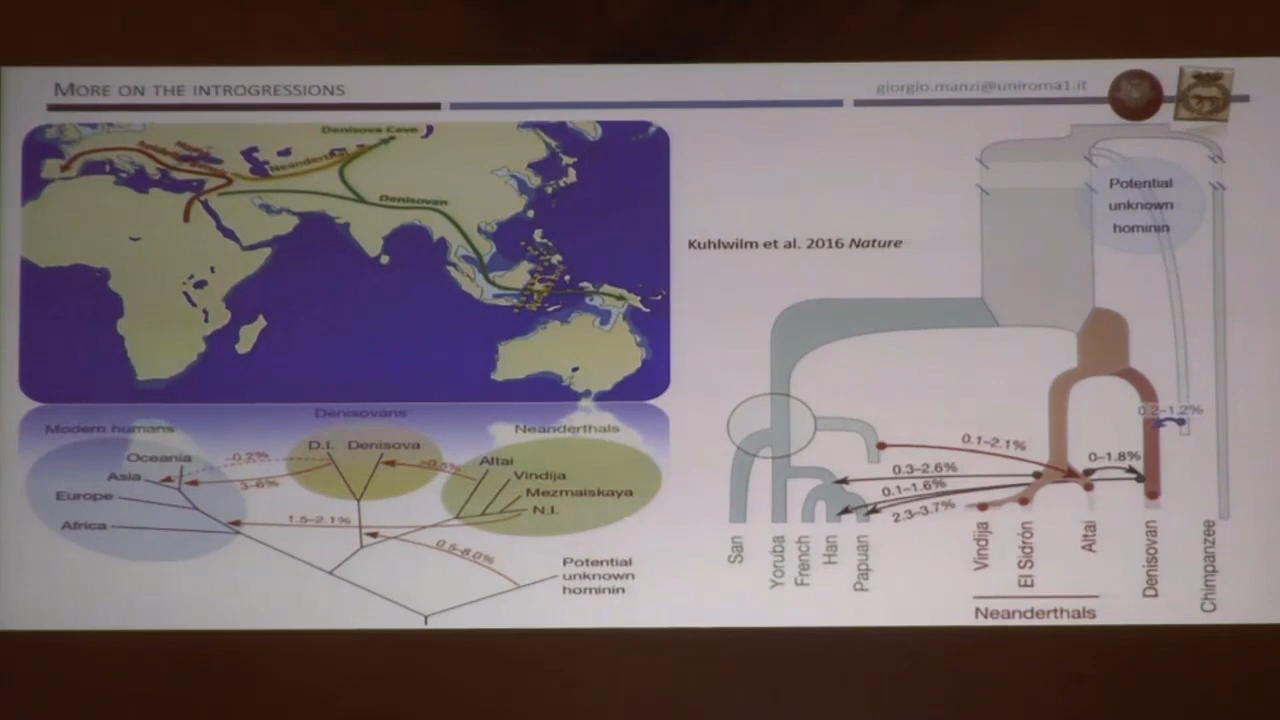 MORE ON THE INTROGRESSIONS
giorgio.manzi@uniroma1.it
Denisova Cave
Neanderthal
Denisovan
Kuhlwilm et al. 2016 Nature
Potential
unknown
hominin
0.2–1.2%
0.1–2.1%
0–1.8%
0.3–2.6%
0.1–1.6%
2.3–3.7%
San
Yoruba
French
Han
Papuan
Vindija
El Sidrón
Altai
Denisovan
Chimpanzee
Neanderthals
Modern humans
Denisovans
Neanderthals
Oceania
Asia
Europe
Africa
D.I.
Denisova
Altai
Vindija
Mezmaiskaya
N.I.
0.2%
3–6%
>0.5%
1.5–2.1%
0.5–8.0%
Potential
unknown
hominin